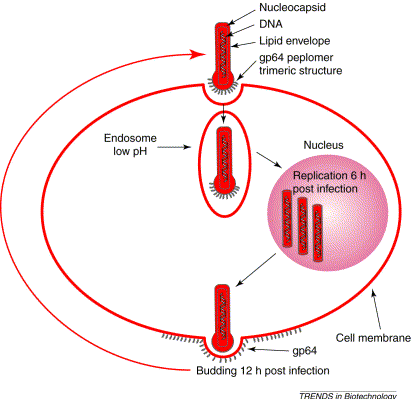 Nucleocapsid
DNA
Lipid envelope
gp64 peplomer
trimeric structure
Endosome
low pH
Nucleus
Replication 6 h
post infection
Cell membrane
gp64
Budding 12 h post infection
TRENDS in Biotechnology